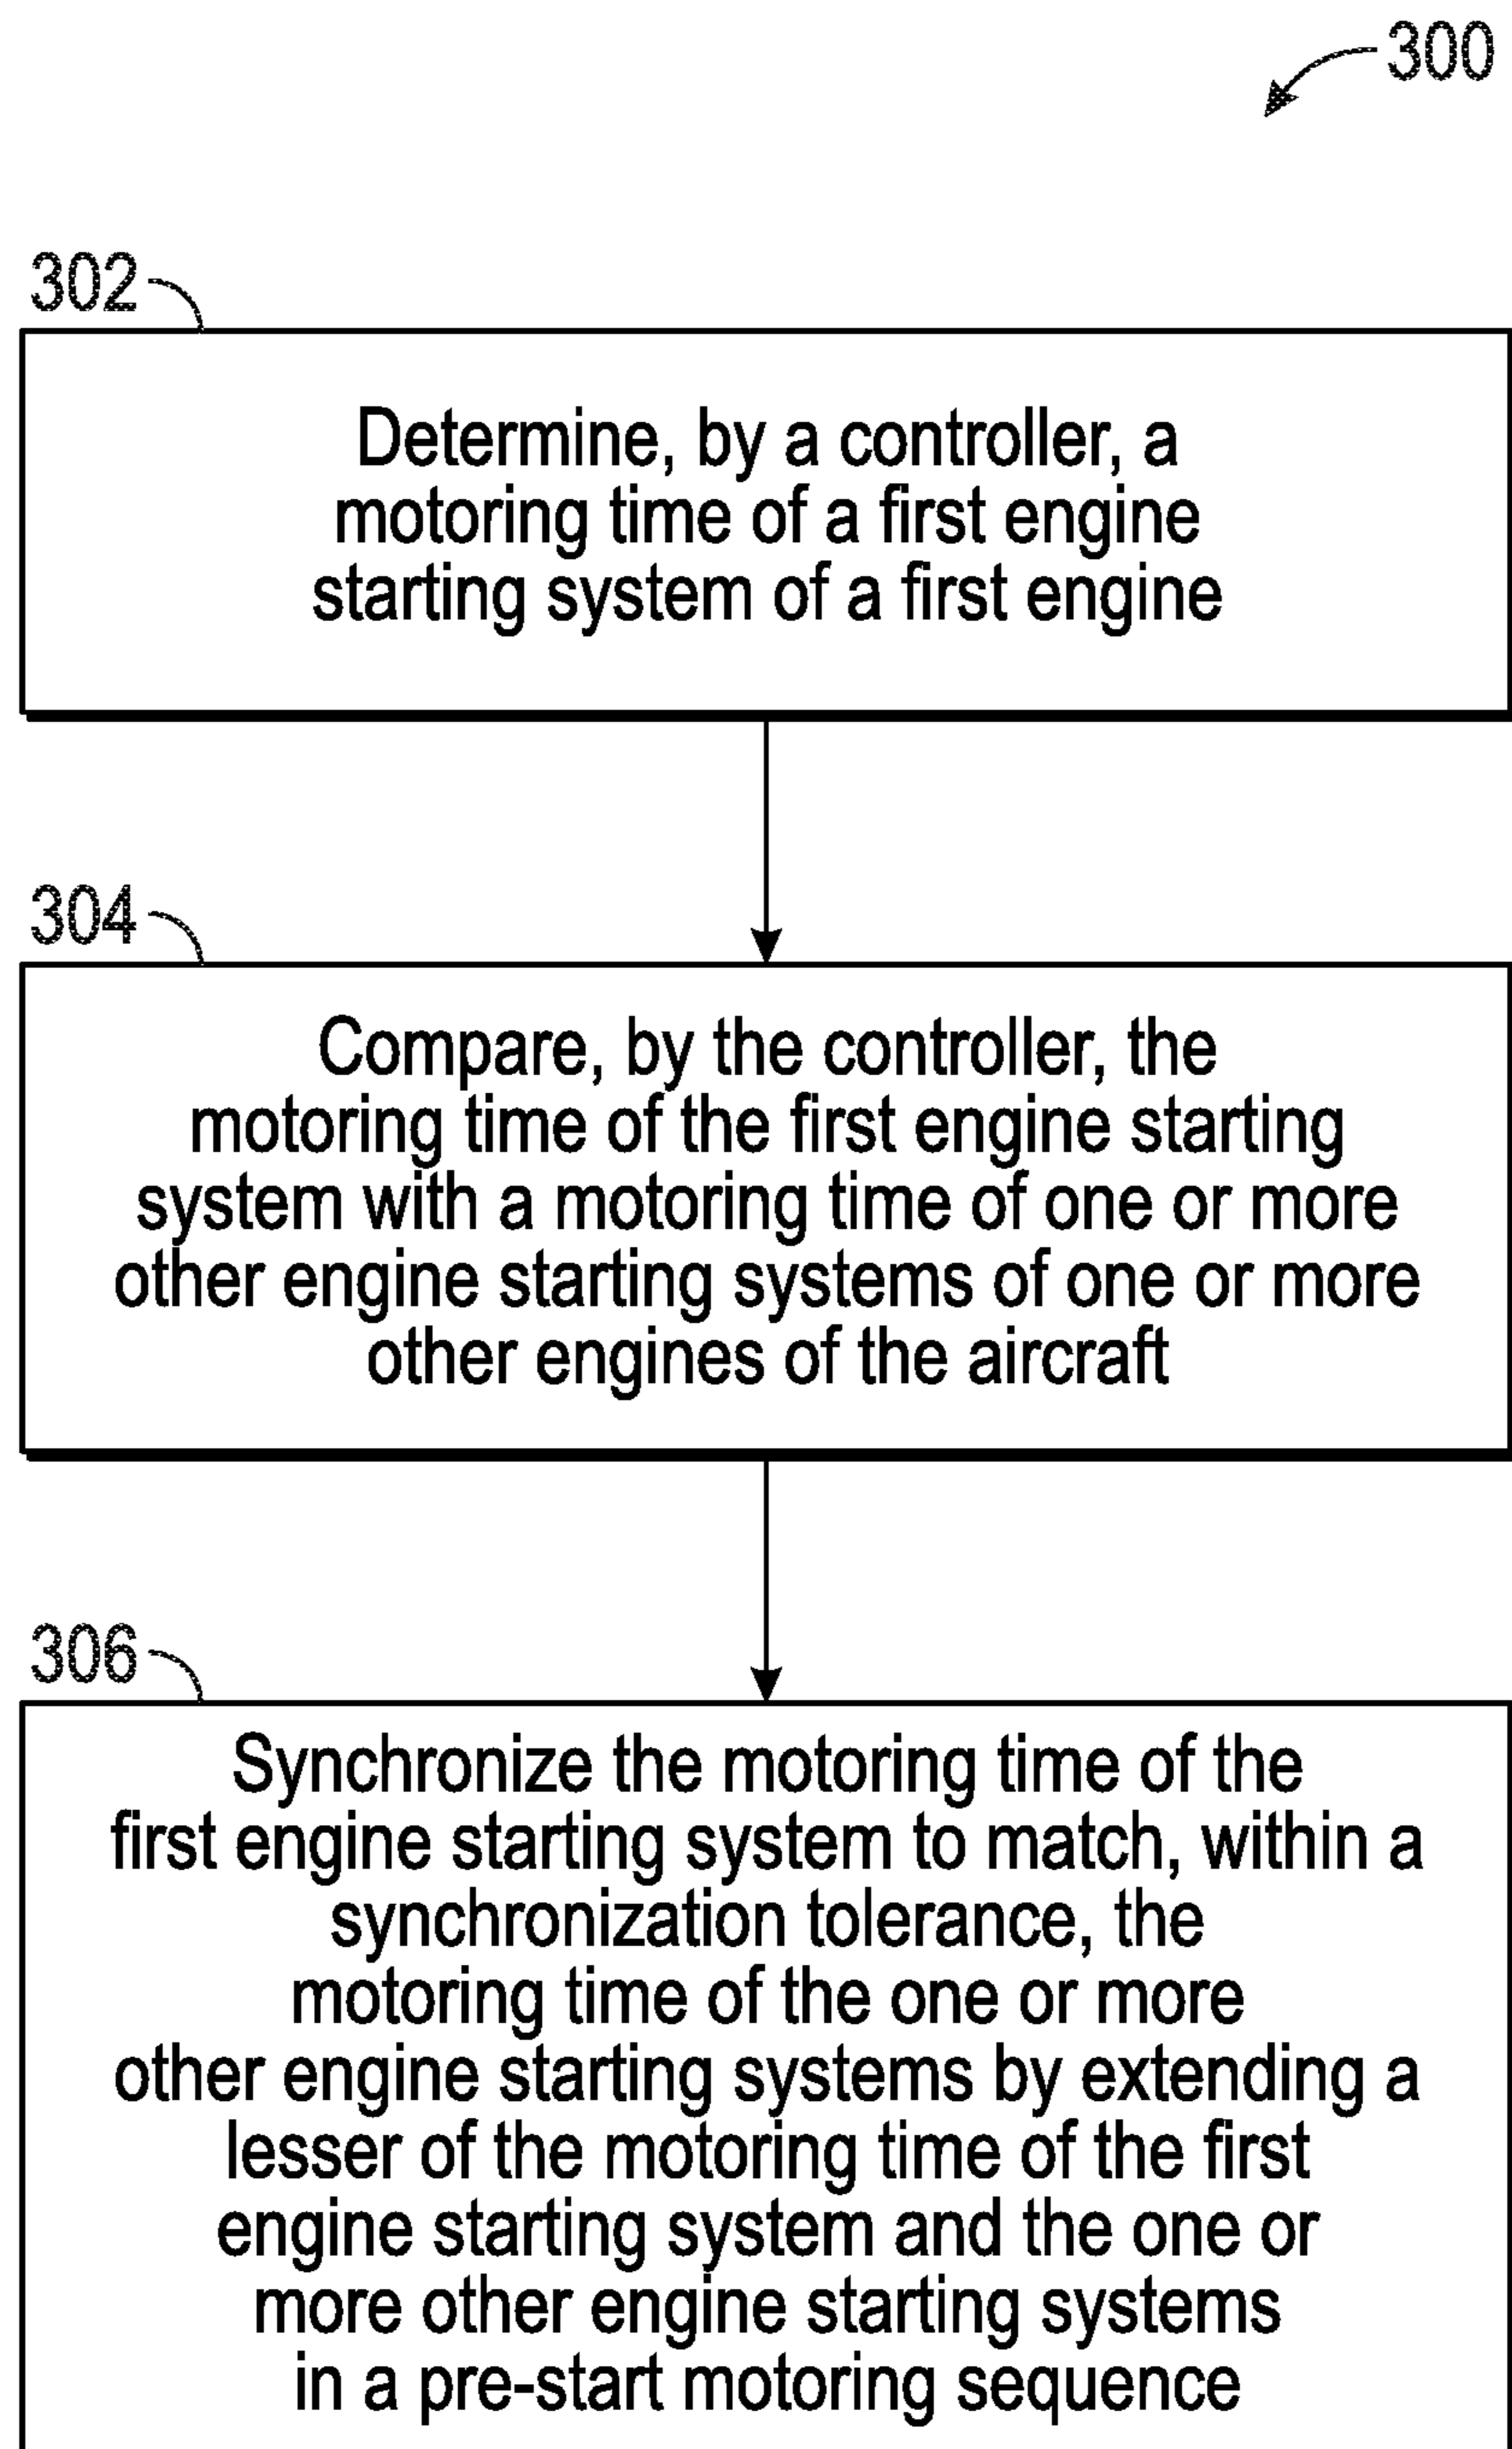 300
302
Determine, by a controller, a
motoring time of a first engine
starting system of a first engine
304
Compare, by the controller, the
motoring time of the first engine starting
system with a motoring time of one or more
other engine starting systems of one or more
other engines of the aircraft
306
Synchronize the motoring time of the
first engine starting system to match, within a
synchronization tolerance, the
motoring time of the one or more
other engine starting systems by extending a
lesser of the motoring time of the first
engine starting system and the one or
more other engine starting systems
in a pre-start motoring sequence